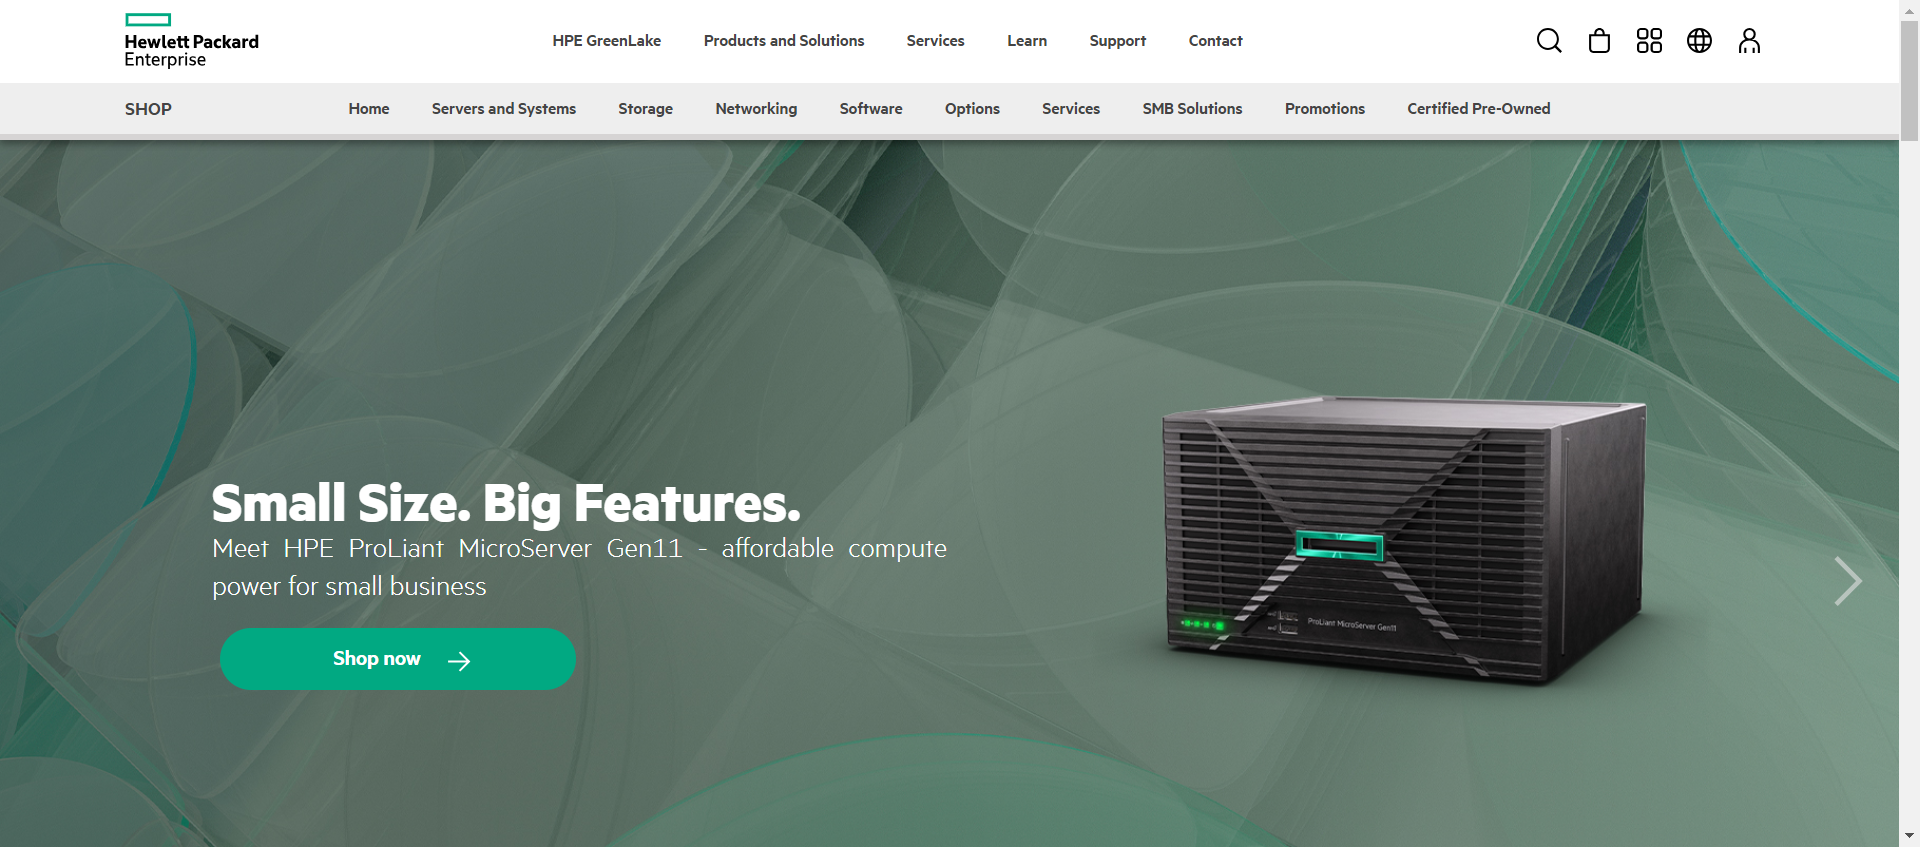 Hewlett Packard
Enterprise
HPE GreenLake Products and Solutions Services Learn Support Contact
SHOP Home Servers and Systems Storage Networking Software Options Services SMB Solutions Promotions Certified Pre-Owned
Small Size. Big Features.
Meet HPE ProLiant MicroServer Gen11 - affordable compute
power for small business
Shop now
ProLiant MicroServer Gen11